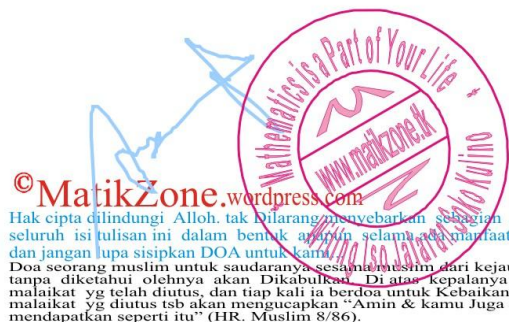 Mathematics is a Part of Your Life
www.matikzone.tk
Witing Iso Jalaran Soko Kulino
©MatikZone.wordpress.com
Hak cipta dilindungi Alloh. tak Dilarang menyebarkan sebagian
seluruh isi tulisan ini dalam bentuk apapun selama ada manfaat
dan jangan lupa sisipkan DOA untuk kami
Doa seorang muslim untuk saudaranya sesama muslim dari kejau
tanpa diketahui olehnya akan Dikabulkan. Di atas kepalanya
malaikat yg telah diutus, dan tiap kali ia berdoa untuk Kebaikan
malaikat yg diutus tsb akan mengucapkan "Amin & kamu Juga
mendapatkan seperti itu" (HR. Muslim 8/86).